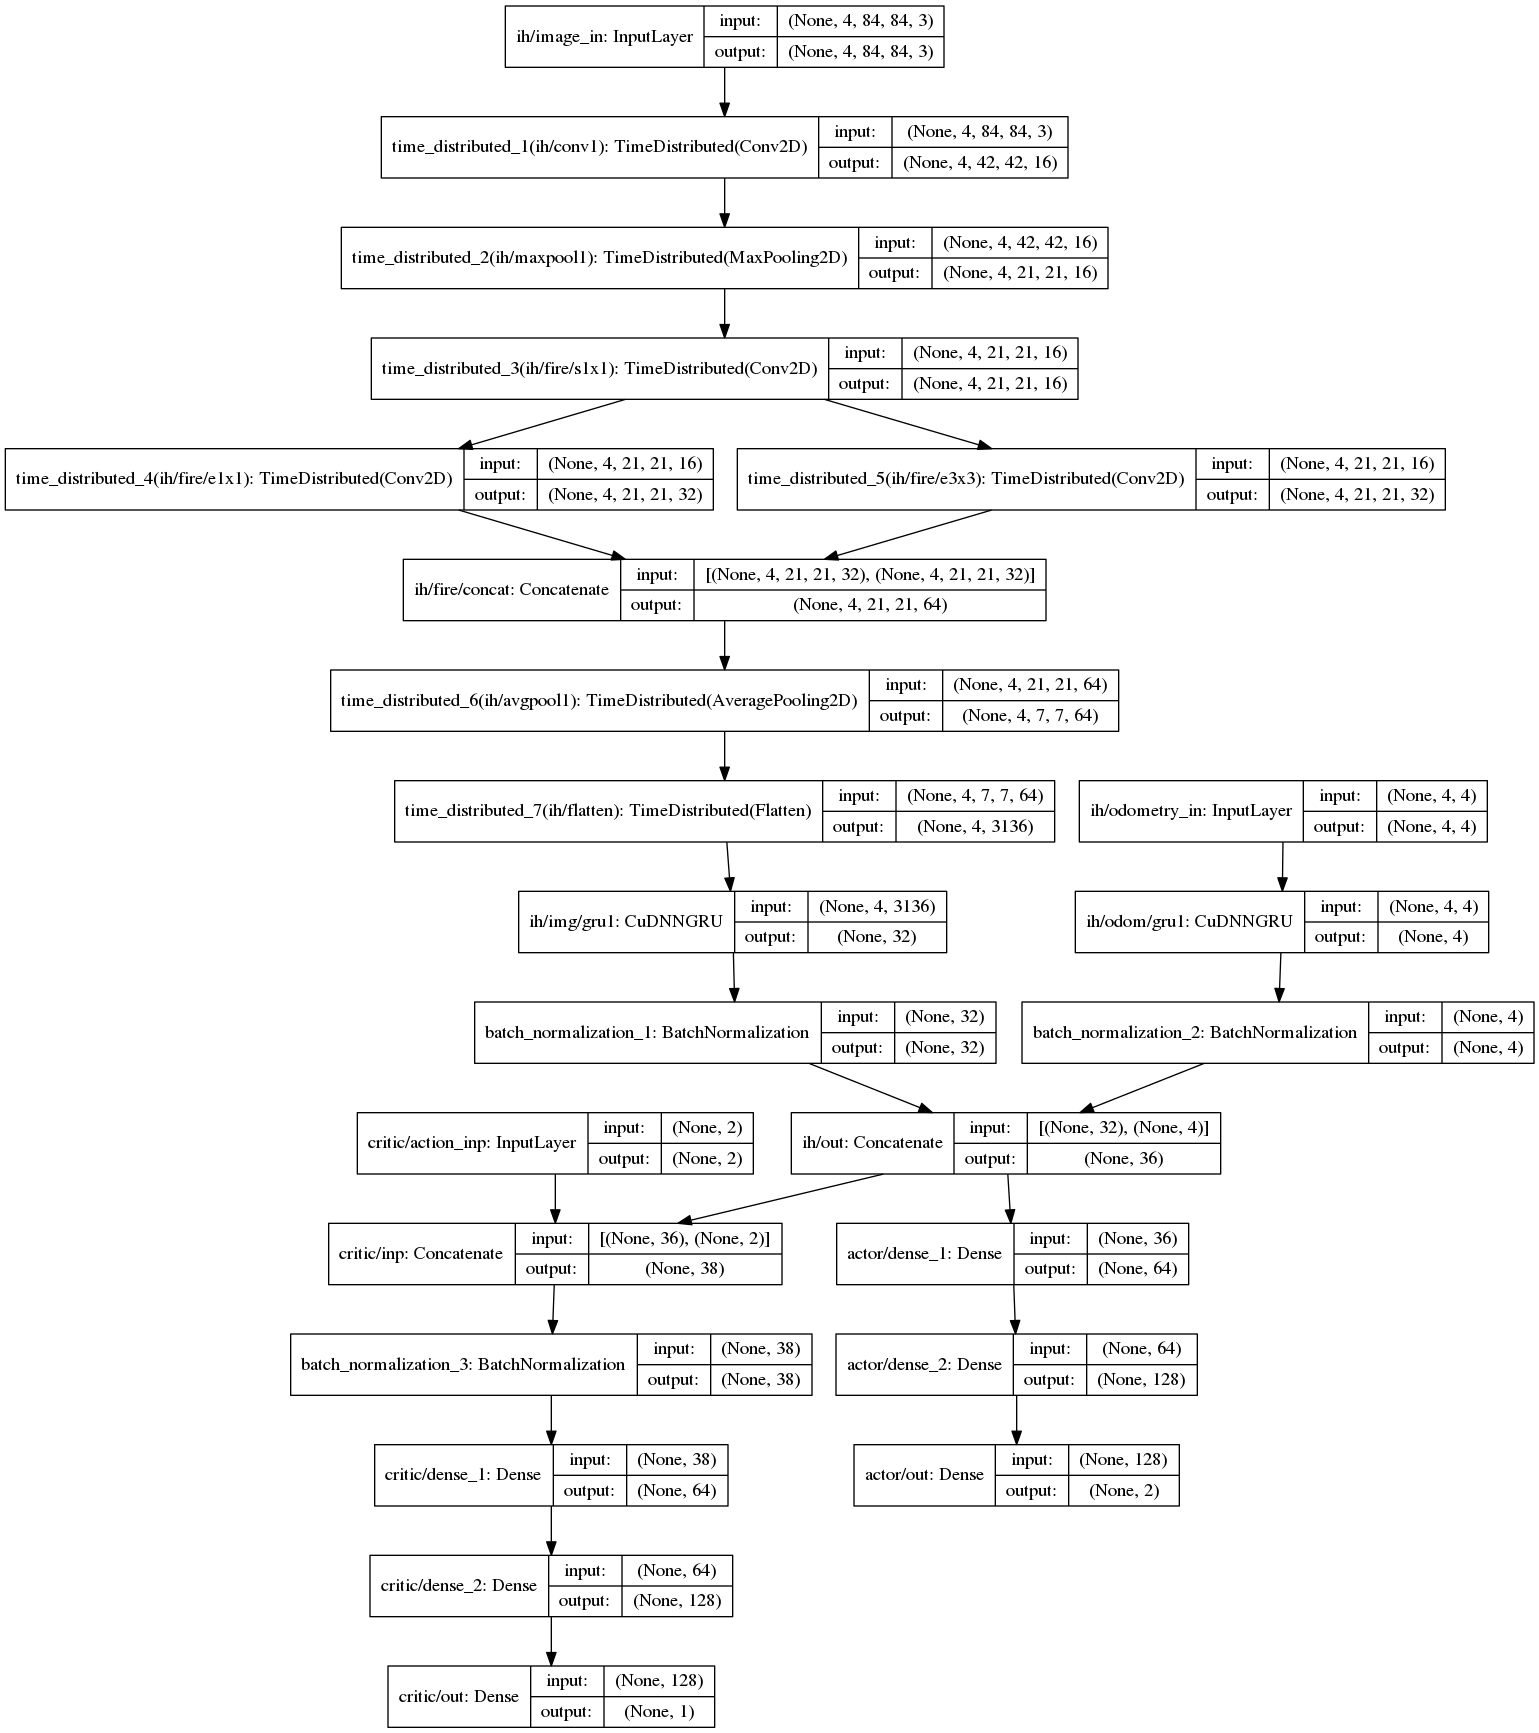 ih/image_in: InputLayer
input: (None, 4, 84, 84, 3)
output: (None, 4, 84, 84, 3)
time_distributed_1(ih/conv1): TimeDistributed(Conv2D)
input: (None, 4, 84, 84, 3)
output: (None, 4, 42, 42, 16)
time_distributed_2(ih/maxpool1): TimeDistributed(MaxPooling2D)
input: (None, 4, 42, 42, 16)
output: (None, 4, 21, 21, 16)
time_distributed_3(ih/fire/s1x1): TimeDistributed(Conv2D)
input: (None, 4, 21, 21, 16)
output: (None, 4, 21, 21, 16)
time_distributed_4(ih/fire/e1x1): TimeDistributed(Conv2D)
input: (None, 4, 21, 21, 16)
output: (None, 4, 21, 21, 32)
time_distributed_5(ih/fire/e3x3): TimeDistributed(Conv2D)
input: (None, 4, 21, 21, 16)
output: (None, 4, 21, 21, 32)
ih/fire/concat: Concatenate
input: [(None, 4, 21, 21, 32), (None, 4, 21, 21, 32)]
output: (None, 4, 21, 21, 64)
time_distributed_6(ih/avgpool1): TimeDistributed(AveragePooling2D)
input: (None, 4, 21, 21, 64)
output: (None, 4, 7, 7, 64)
time_distributed_7(ih/flatten): TimeDistributed(Flatten)
input: (None, 4, 7, 7, 64)
output: (None, 4, 3136)
ih/odometry_in: InputLayer
input: (None, 4, 4)
output: (None, 4, 4)
ih/img/gru1: CuDNNGRU
input: (None, 4, 3136)
output: (None, 32)
ih/odom/gru1: CuDNNGRU
input: (None, 4, 4)
output: (None, 4)
batch_normalization_1: BatchNormalization
input: (None, 32)
output: (None, 32)
batch_normalization_2: BatchNormalization
input: (None, 4)
output: (None, 4)
critic/action_inp: InputLayer
input: (None, 2)
output: (None, 2)
ih/out: Concatenate
input: [(None, 32), (None, 4)]
output: (None, 36)
critic/inp: Concatenate
input: [(None, 36), (None, 2)]
output: (None, 38)
actor/dense_1: Dense
input: (None, 36)
output: (None, 64)
batch_normalization_3: BatchNormalization
input: (None, 38)
output: (None, 38)
actor/dense_2: Dense
input: (None, 64)
output: (None, 128)
critic/dense_1: Dense
input: (None, 38)
output: (None, 64)
actor/out: Dense
input: (None, 128)
output: (None, 2)
critic/dense_2: Dense
input: (None, 64)
output: (None, 128)
critic/out: Dense
input: (None, 128)
output: (None, 1)